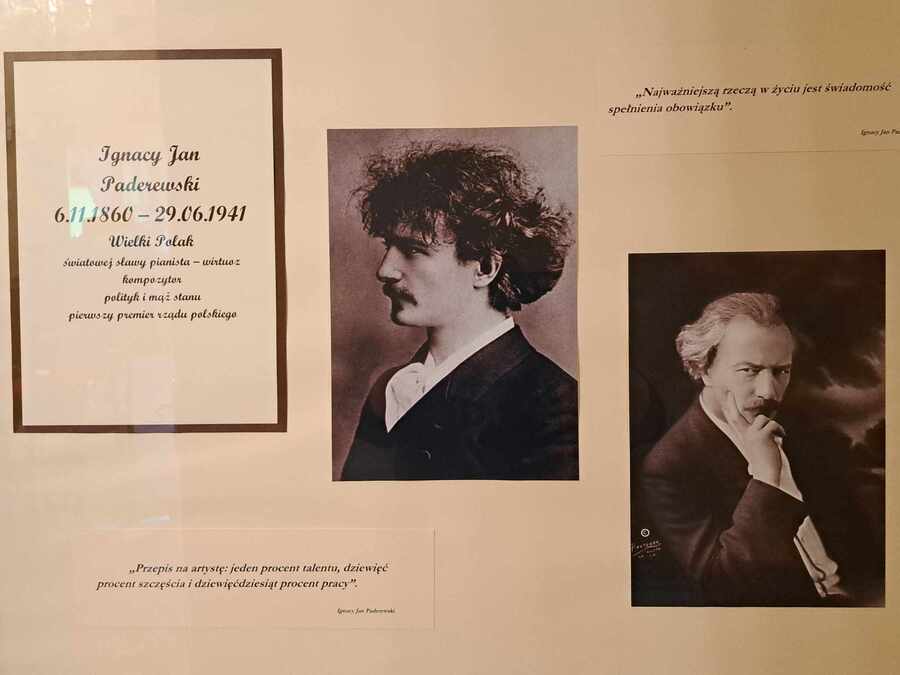 Ignacy Jan
Paderewski
6.11.1860 – 29.06.1941
Wielki Polak
światowej sławy pianista – wirtuoz
kompozytor
polityk i mąż stanu
pierwszy premier rządu polskiego
„Najważniejszą rzeczą w życiu jest świadomość
spełnienia obowiązku”.
Ignacy Jan
„Przepis na artystę: jeden procent talentu, dziewięć
procent szczęścia i dziewięćdziesiąt procent pracy”.
Ignacy Jan Paderewski
©